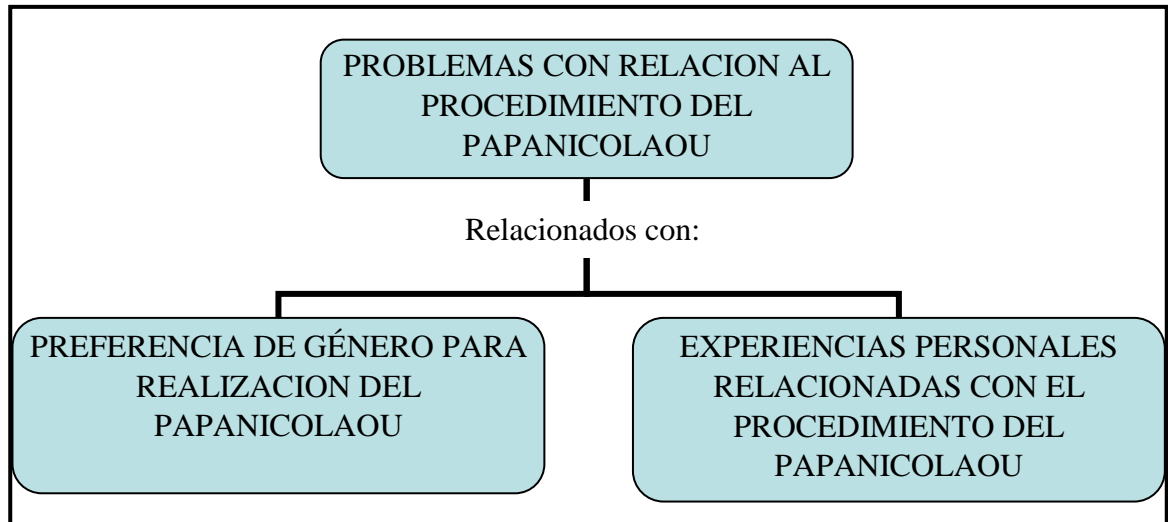 PROBLEMAS CON RELACION AL
PROCEDIMIENTO DEL
PAPANICOLAOU
Relacionados con:
PREFERENCIA DE GÉNERO PARA
REALIZACION DEL
PAPANICOLAOU
EXPERIENCIAS PERSONALES
RELACIONADAS CON EL
PROCEDIMIENTO DEL
PAPANICOLAOU